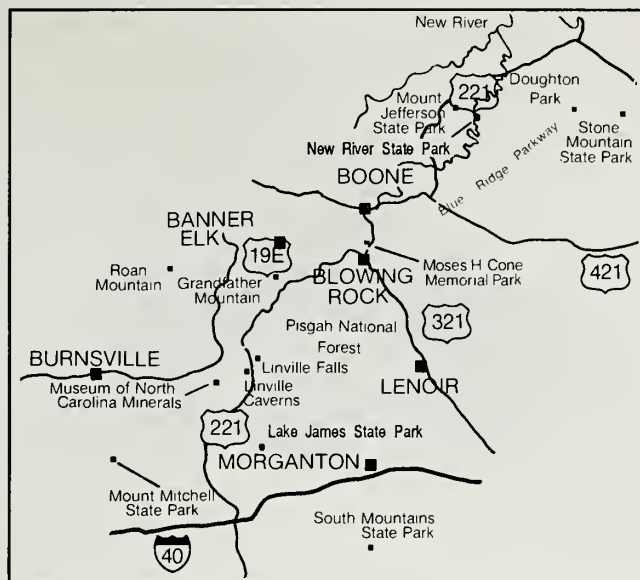 New River
221
Doughton
Park
Mount
Jefferson
State Park
New River State Park
Stone
Mountain
State Park
Blue Ridge Parkway
BOONE
BANNER
ELK
19E
Roan
Mountain
Grandfather
Mountain
BLOWING
ROCK
Moses H Cone
Memorial Park
421
321
Pisgah National
Forest
BURNSVILLE
Linville Falls
LENOIR
Museum of North
Carolina Minerals
Linville
Caverns
221
Lake James State Park
MORGANTON
Mount Mitchell
State Park
South Mountains
State Park
40